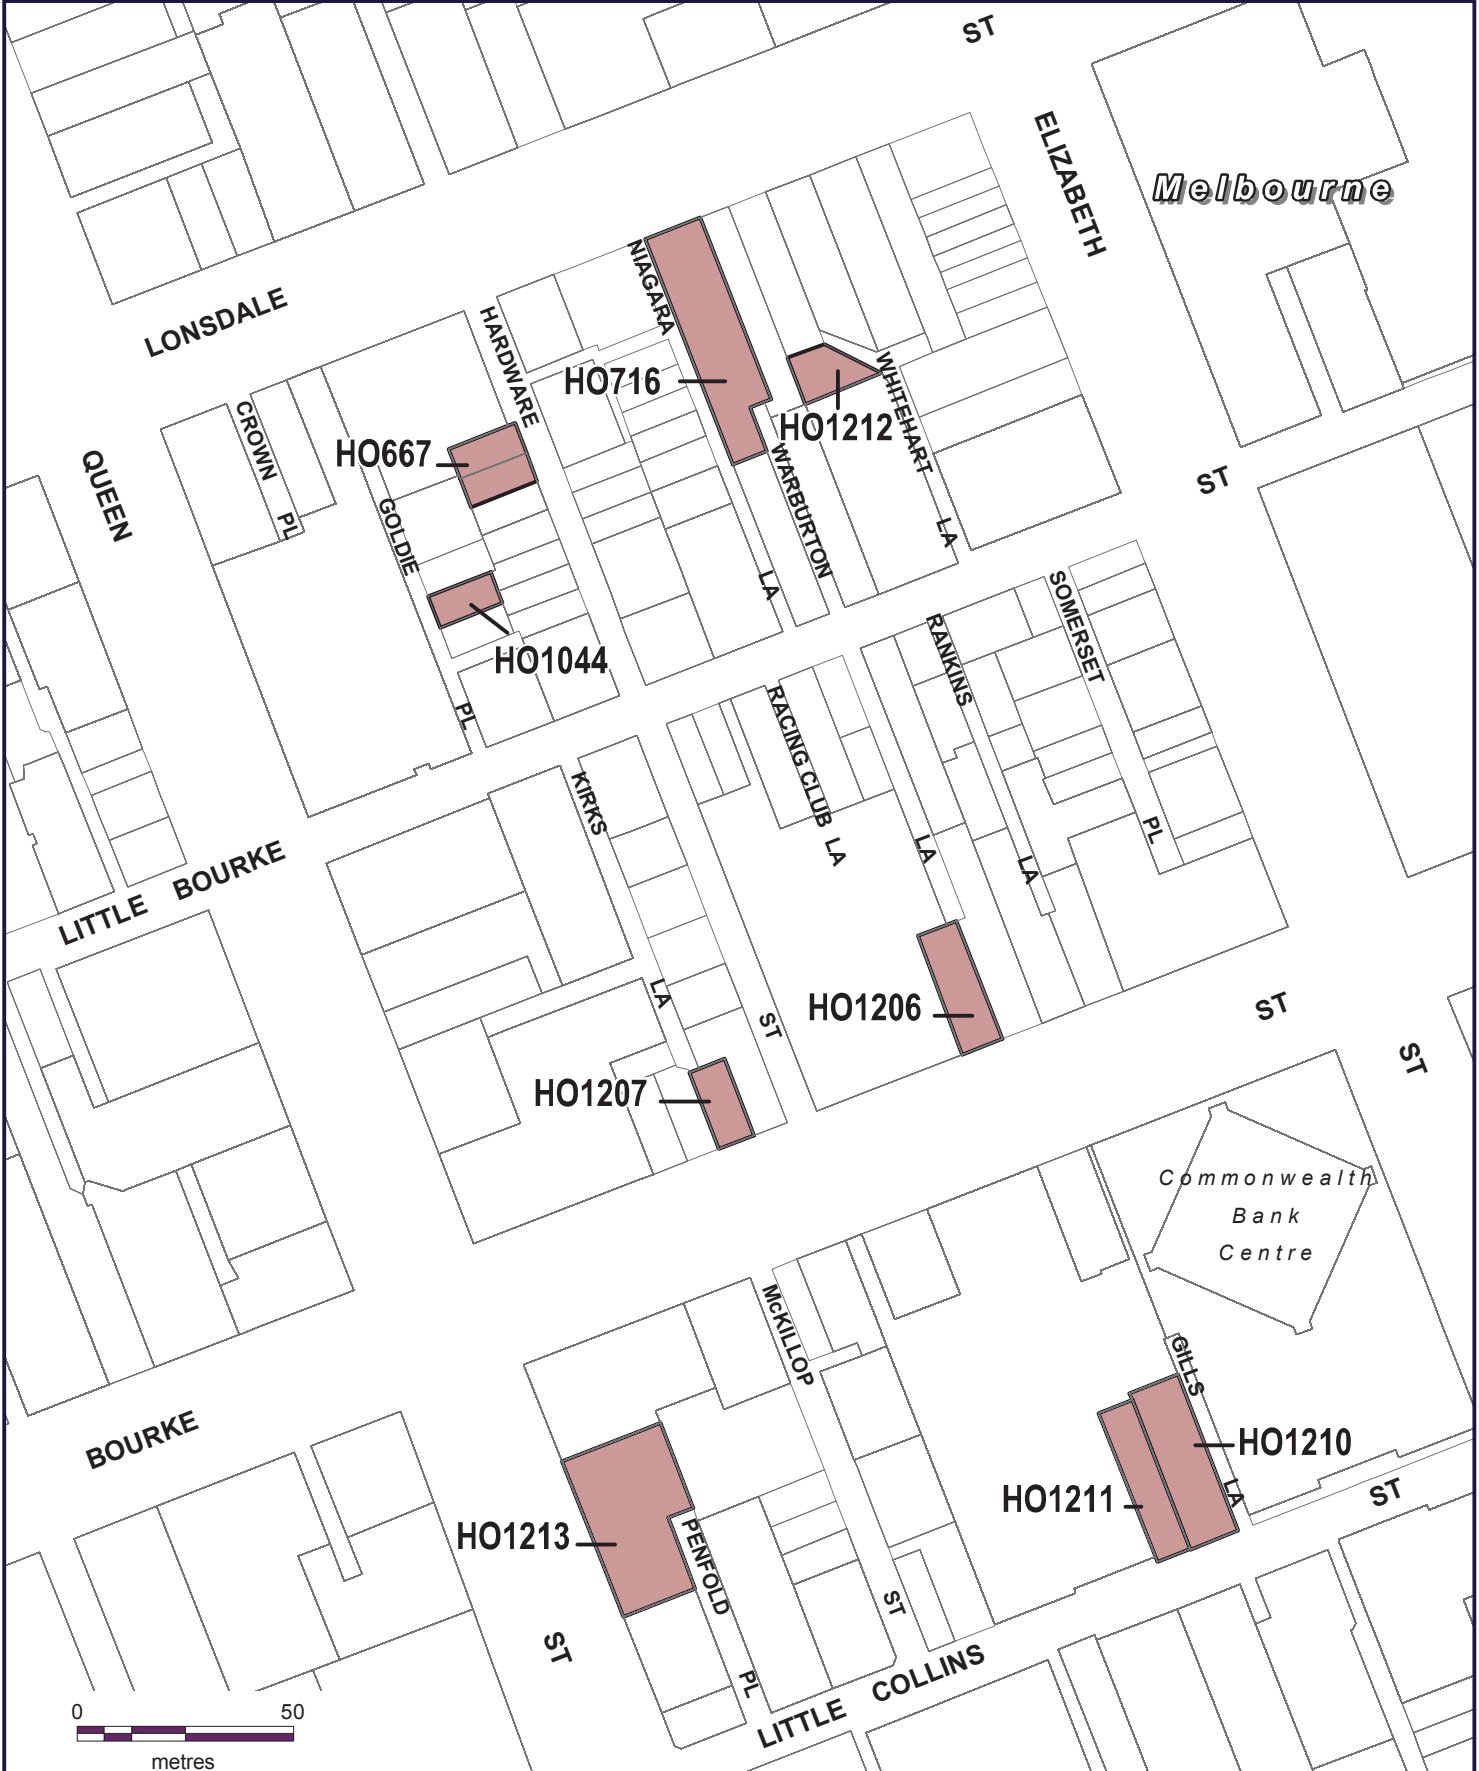 ST
ELIZABETH
Melbourne
LONSDALE
NIAGARA
HARDWARE
HO716
WHITEHART
HO1212
CROWN
HO667
QUEEN
WARBURTON
ST
GOLDIE
PL
LA
LA
SOMERSET
RANKINS
HO1044
RACING CLUB LA
PL
KIRKS
PL
LITTLE BOURKE
LA
LA
LA
HO1206
ST
ST
ST
HO1207
Commonwealth
Bank
Centre
McKILLOP
GILLS
BOURKE
HO1210
HO1211
LA
ST
HO1213
PENFOLD
ST
ST
PL
LITTLE COLLINS
0 50
metres